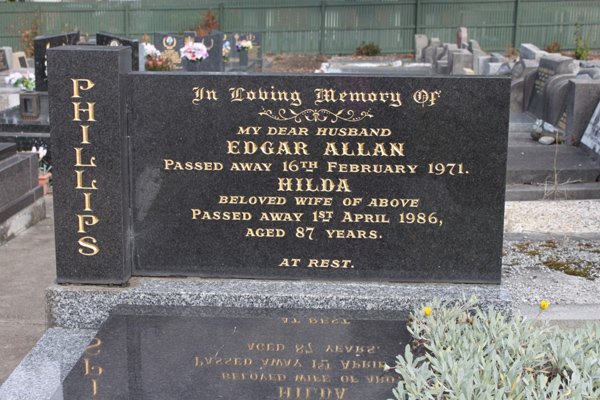 PHILLIPS
In Loving Memory Of
MY DEAR HUSBAND
EDGAR ALLAN
PASSED AWAY 16TH FEBRUARY 1971.
HILDA
BELOVED WIFE OF ABOVE
PASSED AWAY 1ST APRIL 1986,
AGED 87 YEARS.
AT REST.